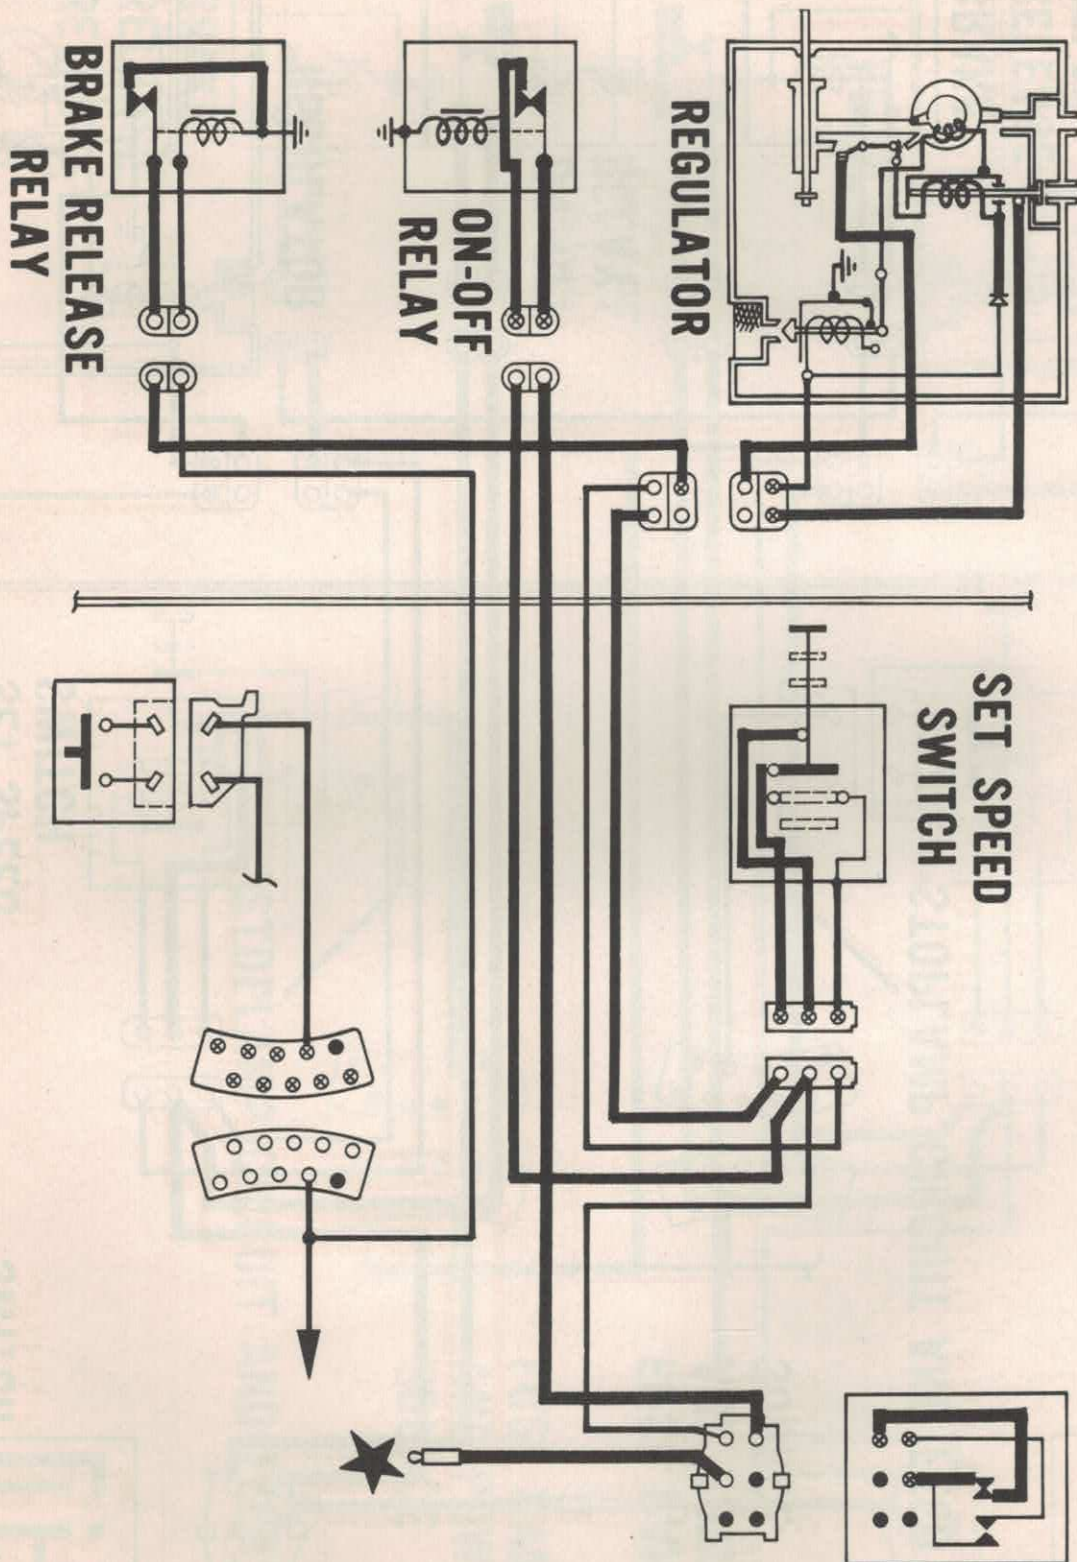 BRAKE RELEASE
RELAY
ON-OFF
RELAY
REGULATOR
SET SPEED
SWITCH